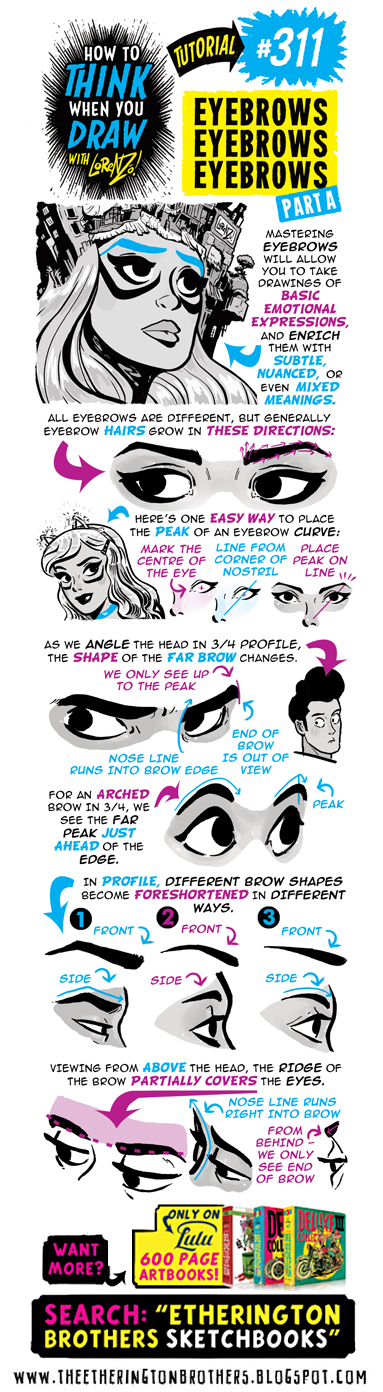 HOW TO
THINK
WHEN YOU
DRAW
WITH LORENZO!
TUTORIAL
#311
EYEBROWS
EYEBROWS
EYEBROWS
PART A
MASTERING
EYEBROWS
WILL ALLOW
YOU TO TAKE
DRAWINGS OF
BASIC
EMOTIONAL
EXPRESSIONS,
AND ENRICH
THEM WITH
SUBTLE,
NUANCED, OR
EVEN MIXED
MEANINGS.
ALL EYEBROWS ARE DIFFERENT, BUT GENERALLY
EYEBROW HAIRS GROW IN THESE DIRECTIONS:
HERE'S ONE EASY WAY TO PLACE
THE PEAK OF AN EYEBROW CURVE:
MARK THE
CENTRE OF
THE EYE
LINE FROM
CORNER OF
NOSTRIL
PLACE
PEAK ON
LINE
AS WE ANGLE THE HEAD IN 3/4 PROFILE,
THE SHAPE OF THE FAR BROW CHANGES.
WE ONLY SEE UP
TO THE PEAK
NOSE LINE
RUNS INTO BROW EDGE
END OF
BROW
IS OUT OF
VIEW
FOR AN ARCHED
BROW IN 3/4, WE
SEE THE FAR
PEAK JUST
AHEAD OF THE
EDGE.
PEAK
IN PROFILE, DIFFERENT BROW SHAPES
BECOME FORESHORTENED IN DIFFERENT
WAYS.
1
FRONT
2
FRONT
3
FRONT
SIDE
SIDE
SIDE
VIEWING FROM ABOVE THE HEAD, THE RIDGE OF
THE BROW PARTIALLY COVERS THE EYES.
NOSE LINE RUNS
RIGHT INTO BROW
FROM
BEHIND -
WE ONLY
SEE END
OF BROW
WANT
MORE?
ONLY ON
Lulu
600 PAGE
ARTBOOKS!
SEARCH: "ETHERINGTON
BROTHERS SKETCHBOOKS"
WWW.THEETHERINGTONBROTHERS.BLOGSPOT.COM